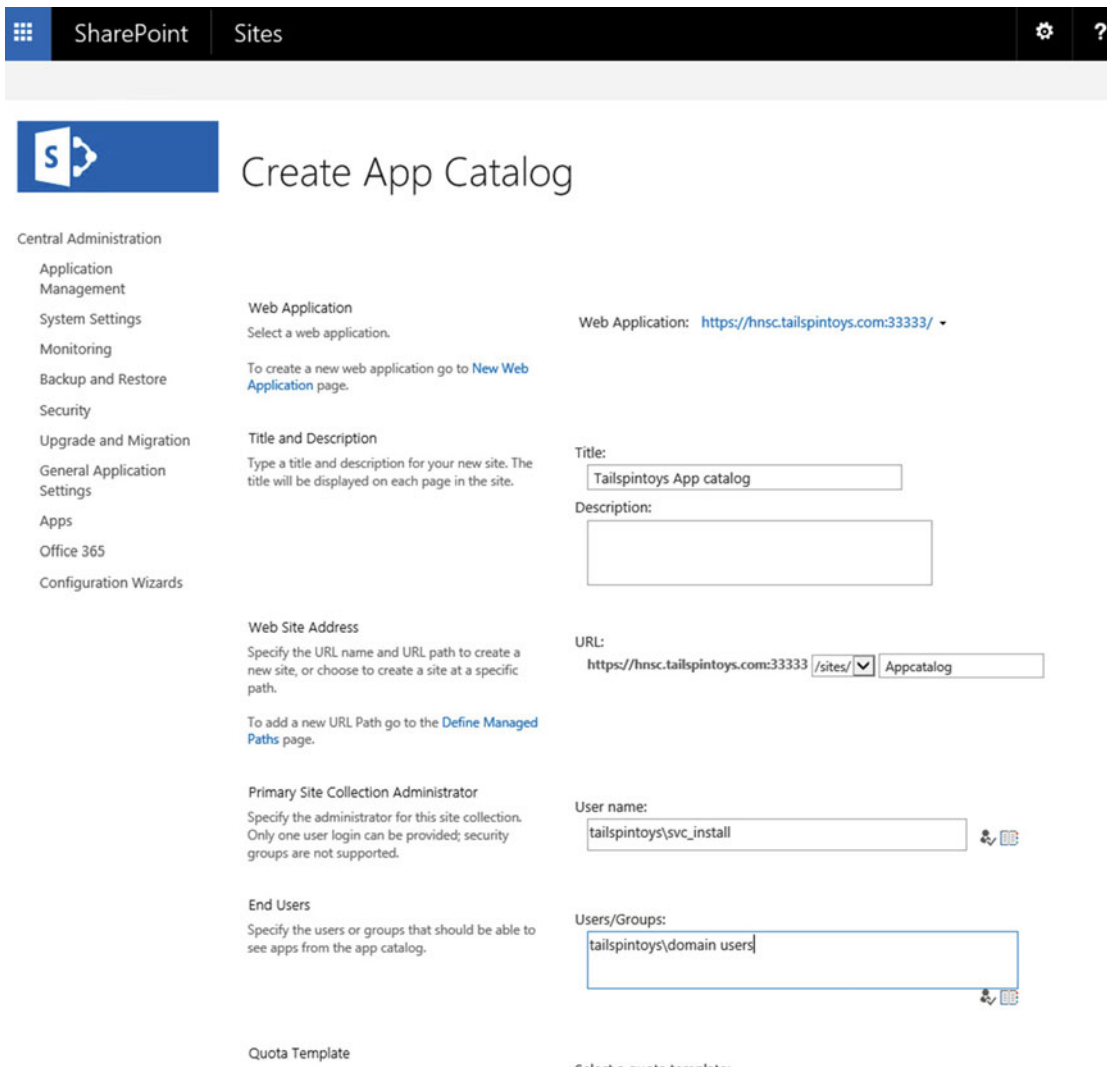 SharePoint Sites ?
S
Create App Catalog
Central Administration
Application
Management
System Settings
Monitoring
Backup and Restore
Security
Upgrade and Migration
General Application
Settings
Apps
Office 365
Configuration Wizards
Web Application
Select a web application.
To create a new web application go to New Web
Application page.
Web Application: https://hnsc.tailspintoys.com:33333/
Title and Description
Type a title and description for your new site. The
title will be displayed on each page in the site.
Title:
Tailspintoys App catalog
Description:
Web Site Address
Specify the URL name and URL path to create a
new site, or choose to create a site at a specific
path.
To add a new URL Path go to the Define Managed
Paths page.
URL:
https://hnsc.tailspintoys.com:33333 /sites/ Appcatalog
Primary Site Collection Administrator
Specify the administrator for this site collection.
Only one user login can be provided; security
groups are not supported.
User name:
tailspintoys\svc_install
End Users
Specify the users or groups that should be able to
see apps from the app catalog.
Users/Groups:
tailspintoys\domain users
Quota Template
Select a quota template: